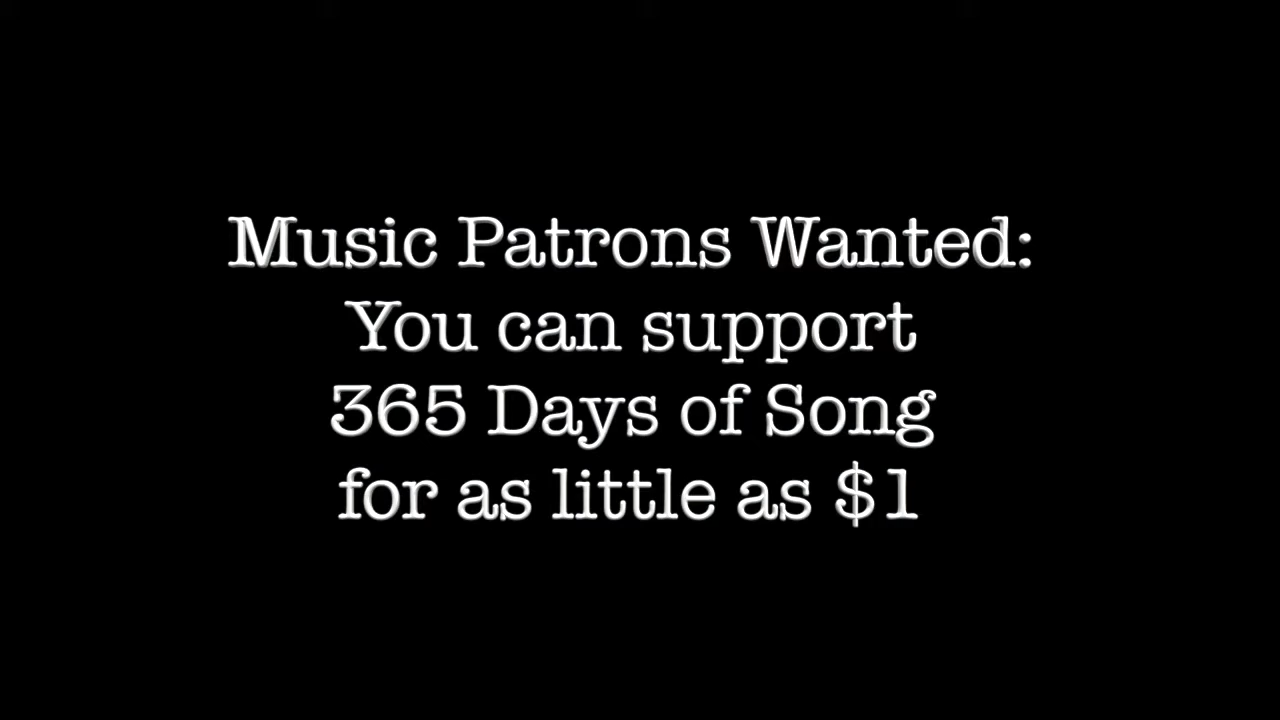 Music Patrons Wanted:
You can support
365 Days of Song
for as little as $1